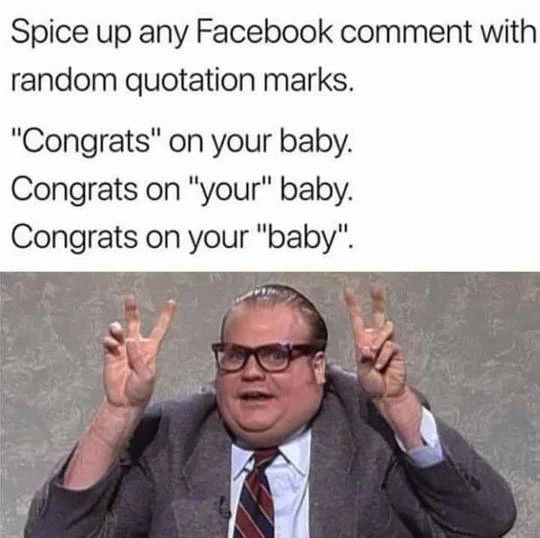 Spice up any Facebook comment with
random quotation marks.
"Congrats" on your baby.
Congrats on "your" baby.
Congrats on your "baby".